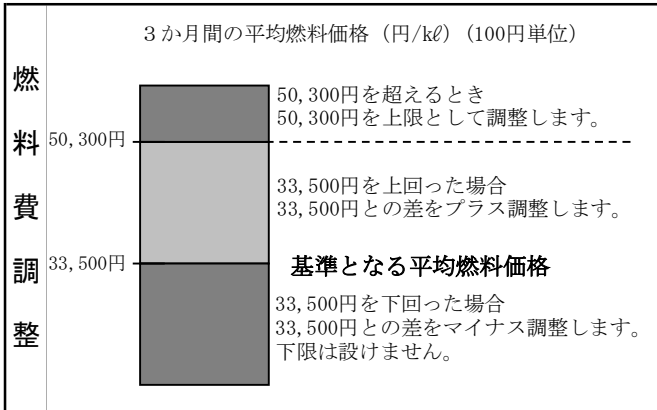 燃料費調整
3か月間の平均燃料価格(円/kℓ)(100円単位)
50,300円を超えるとき
50,300円を上限として調整します。
50,300円
33,500円を上回った場合
33,500円との差をプラス調整します。
33,500円
基準となる平均燃料価格
33,500円を下回った場合
33,500円との差をマイナス調整します。
下限は設けません。